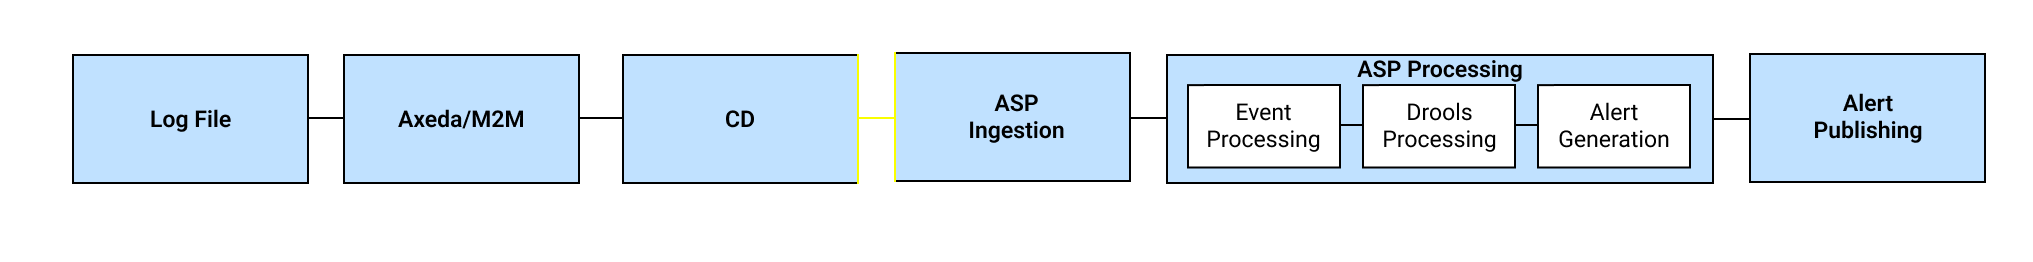 Log File
Axeda/M2M
CD
ASP
Ingestion
ASP Processing
Event
Processing
Drools
Processing
Alert
Generation
Alert
Publishing